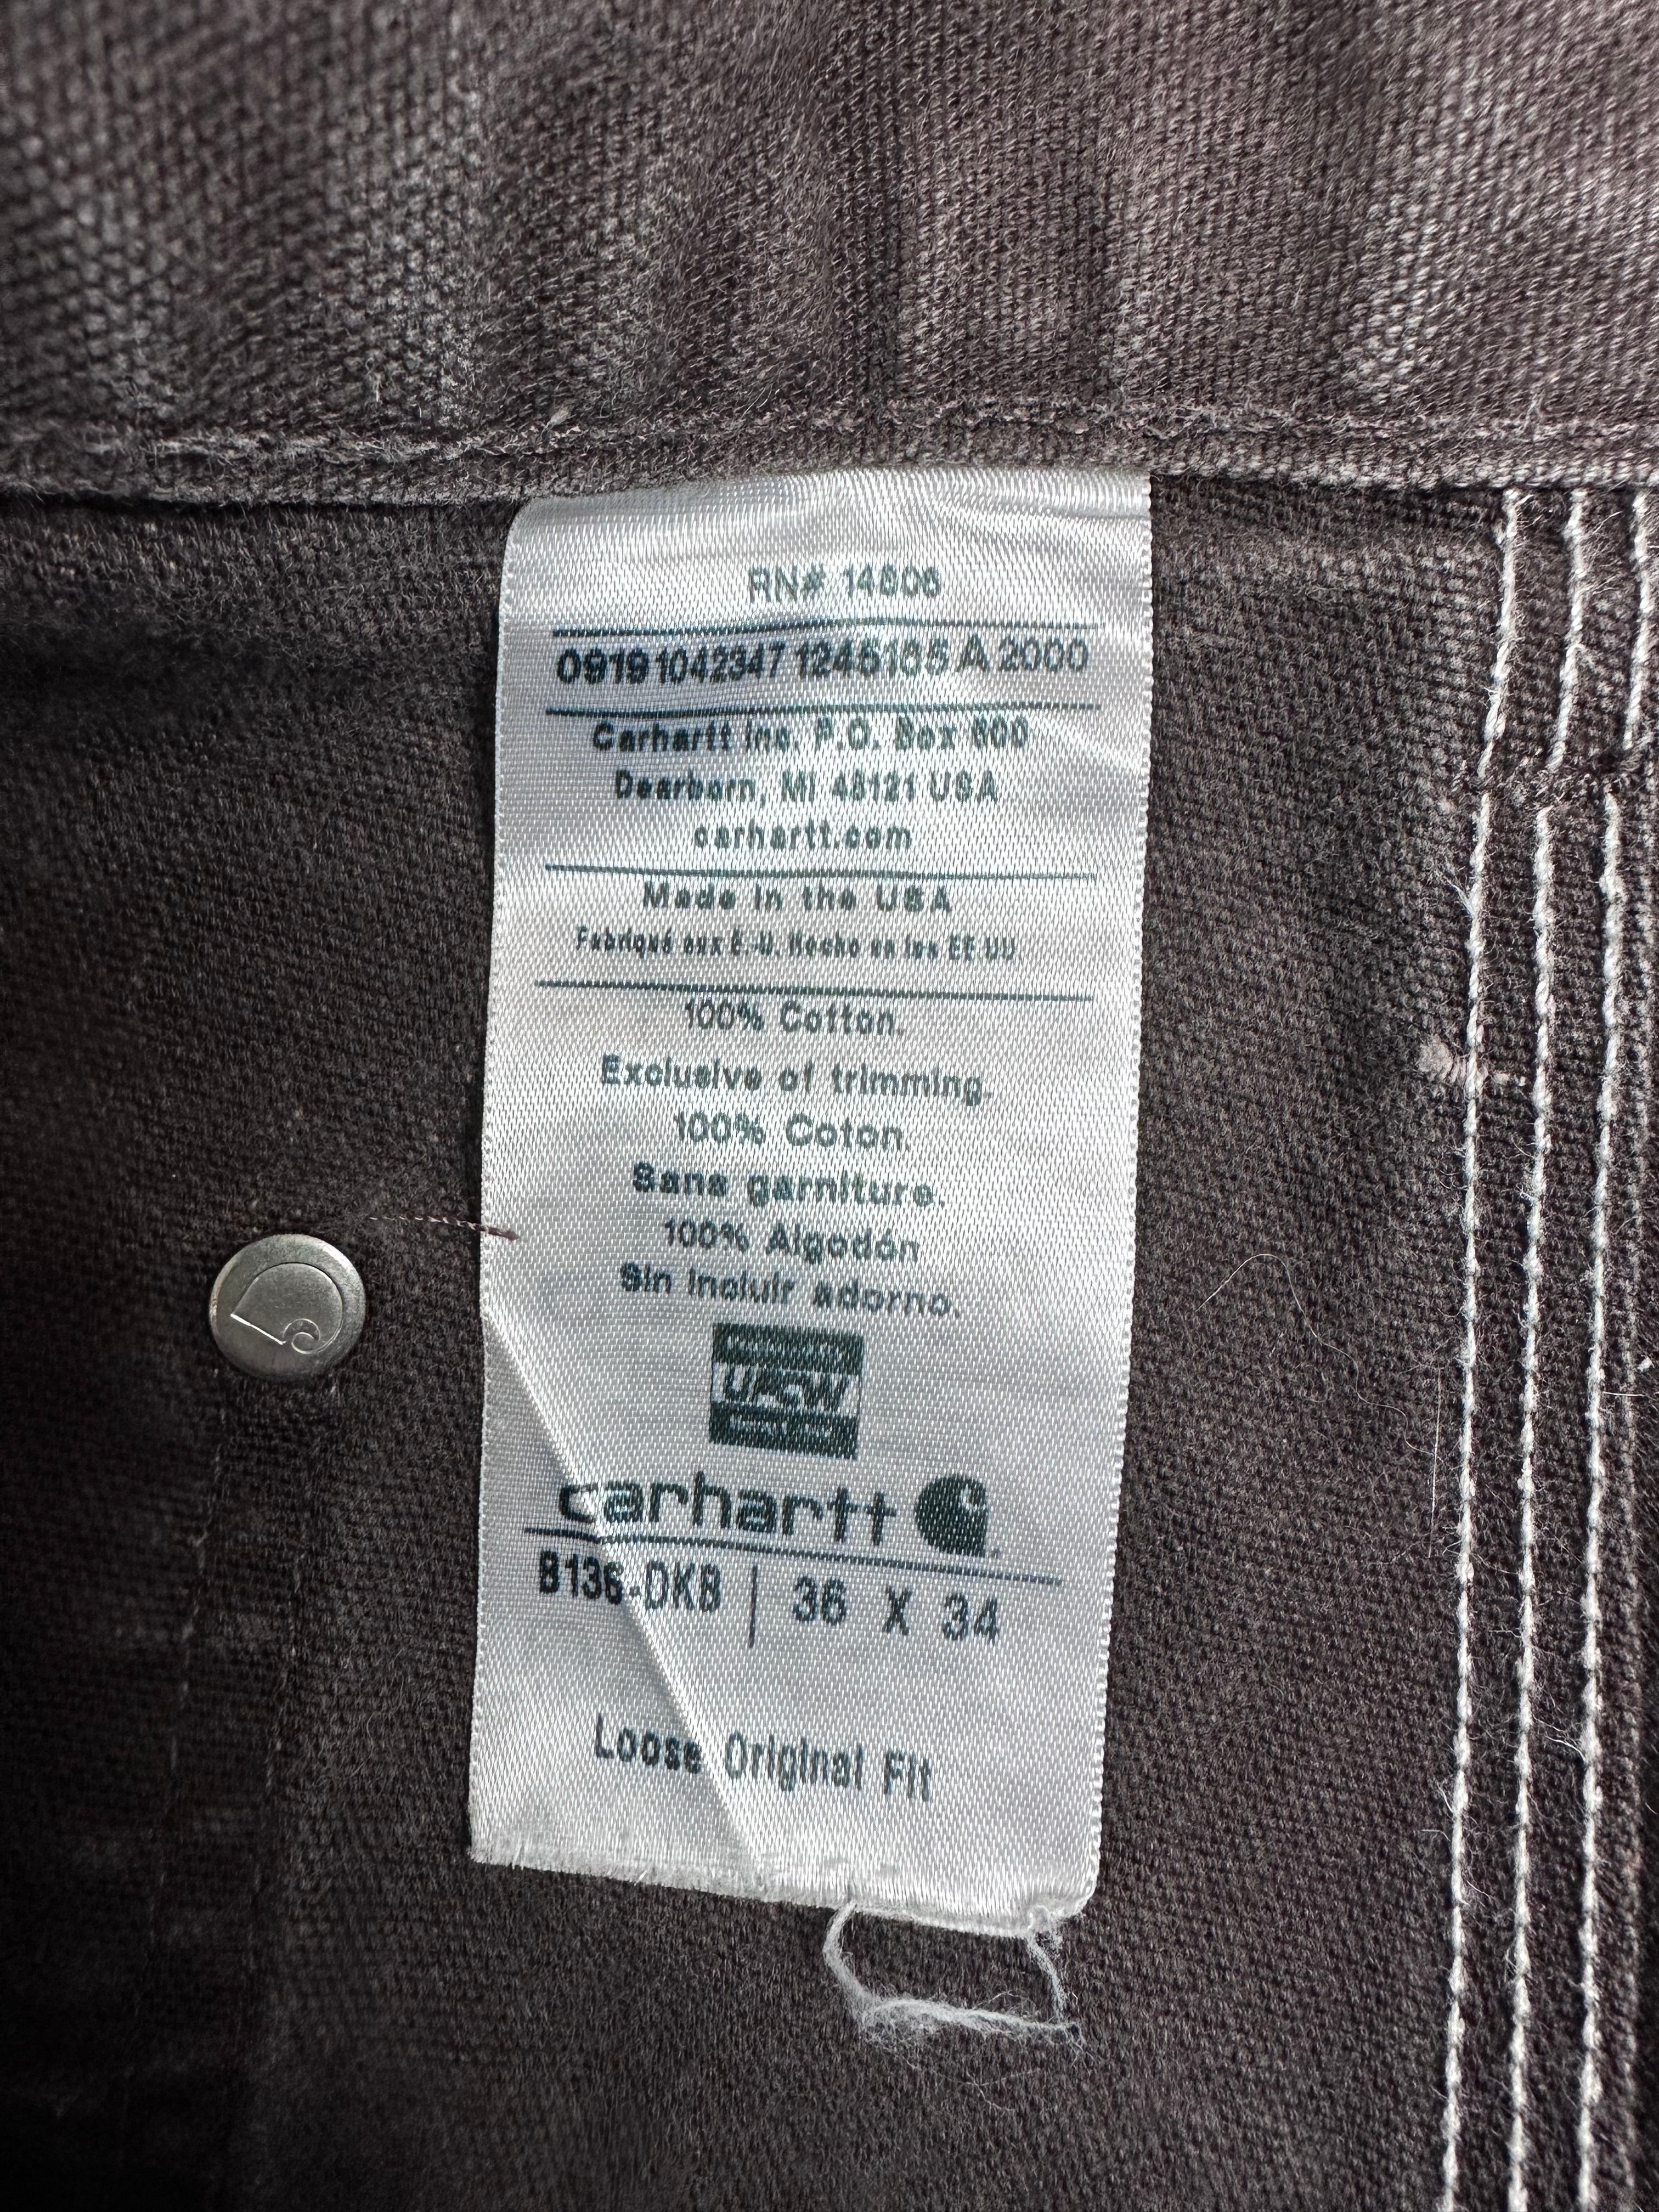 RN# 14806
0919 1042347 1245165 A 2000
Carhartt Inc. P.O. Box 600
Dearborn, MI 48121 USA
carhartt.com
Made in the USA
Fabriqué aux É.-U. Hecho en los EE UU
100% Cotton.
Exclusive of trimming.
100% Coton.
Sans garniture.
100% Algodón
Sin incluir adorno.
UFCW
carhartt
B136-DKB | 36 X 34
Loose Original Fit